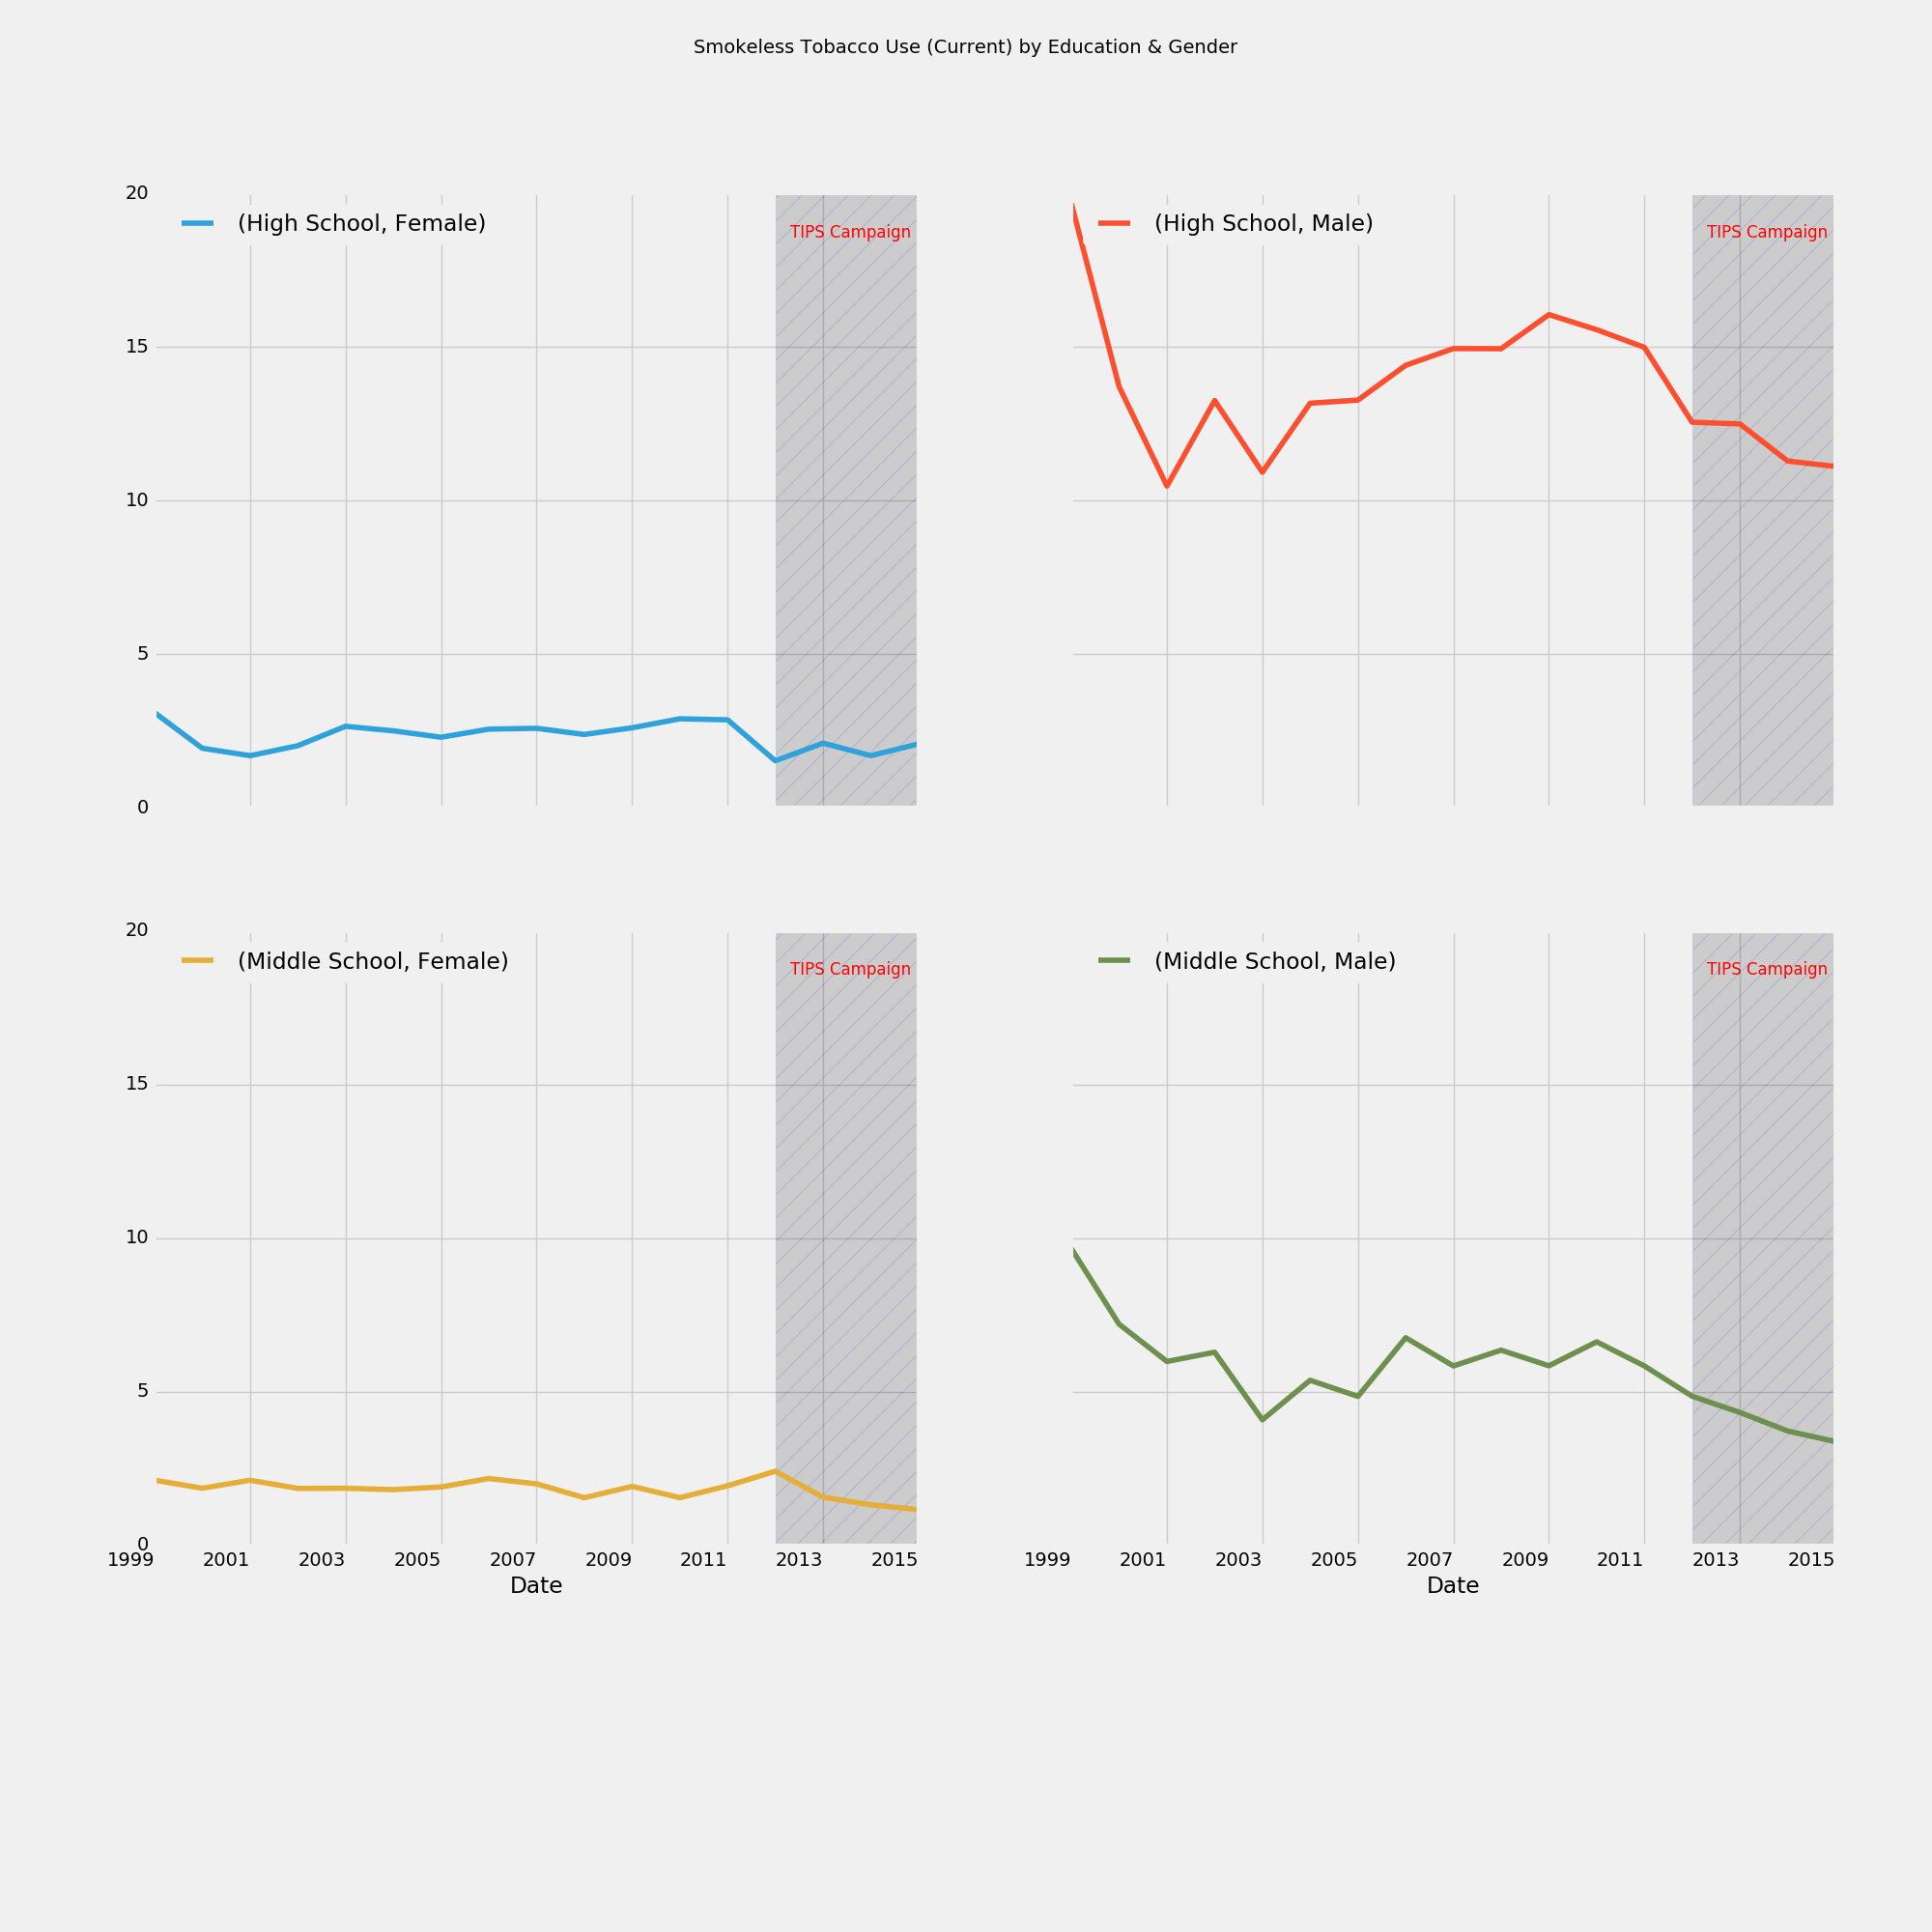 Smokeless Tobacco Use (Current) by Education & Gender
20
(High School, Female)
TIPS Campaign
15
10
5
0
(High School, Male)
TIPS Campaign
20
(Middle School, Female)
TIPS Campaign
15
10
5
0
1999 2001 2003 2005 2007 2009 2011 2013 2015
Date
(Middle School, Male)
TIPS Campaign
1999 2001 2003 2005 2007 2009 2011 2013 2015
Date